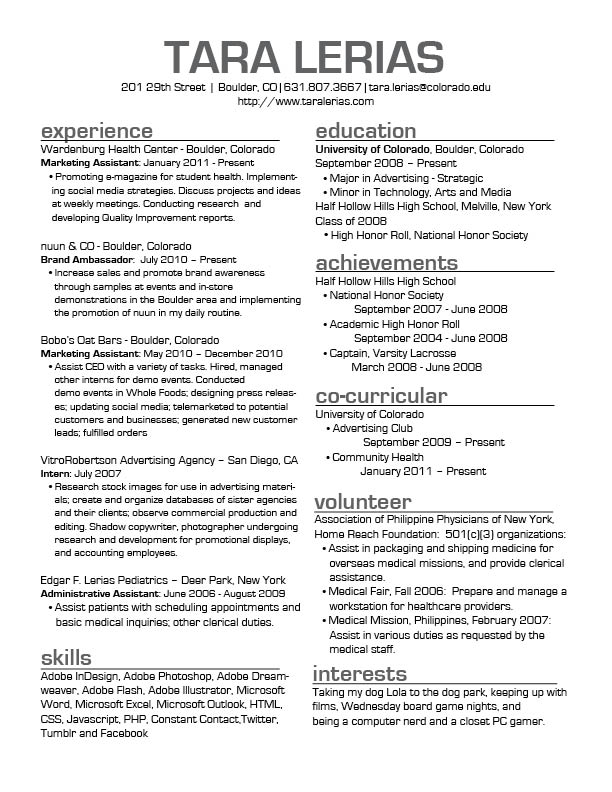 TARA LERIAS
201 29th Street | Boulder, CO|631.807.3667|tara.lerias@colorado.edu
http://www.taralerias.com
experience
Wardenburg Health Center - Boulder, Colorado
Marketing Assistant: January 2011 - Present
• Promoting e-magazine for student health. Implement-
ing social media strategies. Discuss projects and ideas
at weekly meetings. Conducting research and
developing Quality Improvement reports.
nuun & CO - Boulder, Colorado
Brand Ambassador: July 2010 – Present
• Increase sales and promote brand awareness
through samples at events and in-store
demonstrations in the Boulder area and implementing
the promotion of nuun in my daily routine.
Bobo's Oat Bars - Boulder, Colorado
Marketing Assistant: May 2010 – December 2010
• Assist CEO with a variety of tasks. Hired, managed
other interns for demo events. Conducted
demo events in Whole Foods; designing press releas-
es; updating social media; telemarketed to potential
customers and businesses; generated new customer
leads; fulfilled orders
VitroRobertson Advertising Agency – San Diego, CA
Intern: July 2007
• Research stock images for use in advertising materi-
als; create and organize databases of sister agencies
and their clients; observe commercial production and
editing. Shadow copywriter, photographer undergoing
research and development for promotional displays,
and accounting employees.
Edgar F. Lerias Pediatrics – Deer Park, New York
Administrative Assistant: June 2006 - August 2009
• Assist patients with scheduling appointments and
basic medical inquiries; other clerical duties.
skills
Adobe InDesign, Adobe Photoshop, Adobe Dream-
weaver, Adobe Flash, Adobe Illustrator, Microsoft
Word, Microsoft Excel, Microsoft Outlook, HTML,
CSS, Javascript, PHP, Constant Contact,Twitter,
Tumblr and Facebook
education
University of Colorado, Boulder, Colorado
September 2008 – Present
• Major in Advertising - Strategic
• Minor in Technology, Arts and Media
Half Hollow Hills High School, Melville, New York
Class of 2008
• High Honor Roll, National Honor Society
achievements
Half Hollow Hills High School
• National Honor Society
September 2007 - June 2008
• Academic High Honor Roll
September 2004 - June 2008
• Captain, Varsity Lacrosse
March 2008 - June 2008
co-curricular
University of Colorado
• Advertising Club
September 2009 – Present
• Community Health
January 2011 – Present
volunteer
Association of Philippine Physicians of New York,
Home Reach Foundation: 501(c)(3) organizations:
• Assist in packaging and shipping medicine for
overseas medical missions, and provide clerical
assistance.
• Medical Fair, Fall 2006: Prepare and manage a
workstation for healthcare providers.
• Medical Mission, Philippines, February 2007:
Assist in various duties as requested by the
medical staff.
interests
Taking my dog Lola to the dog park, keeping up with
films, Wednesday board game nights, and
being a computer nerd and a closet PC gamer.